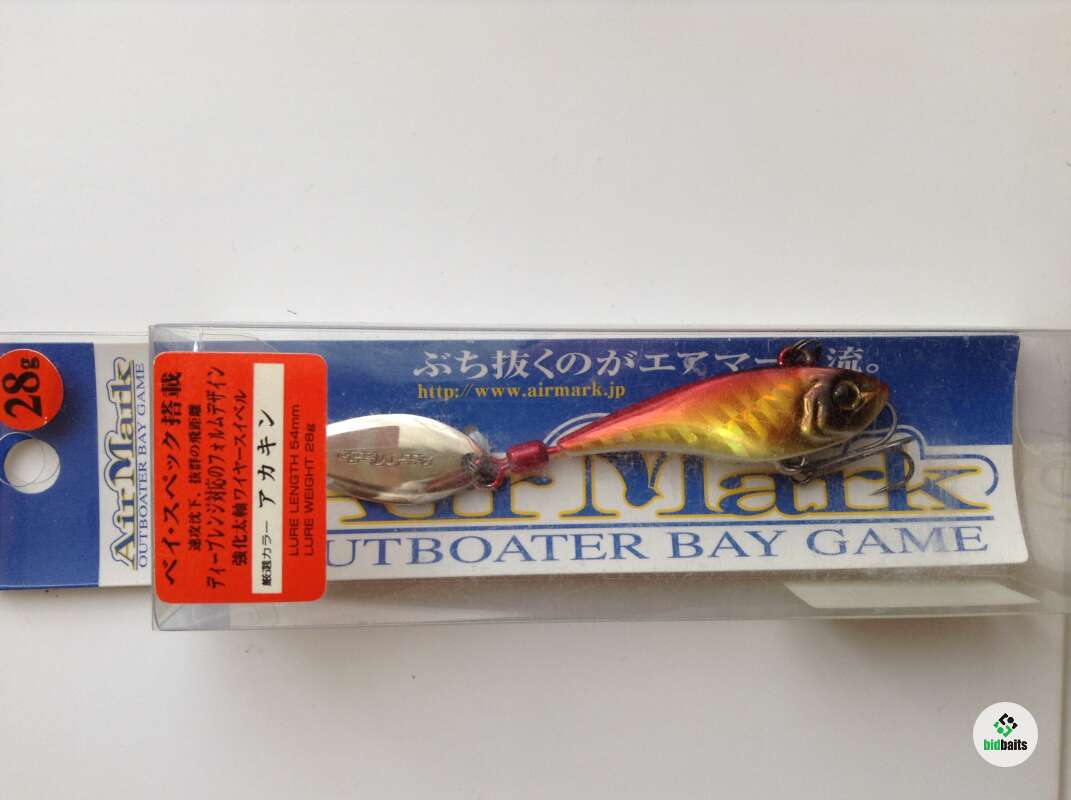 28g
AirMark
OUTBOATER BAY GAME
ベイ・スペック搭載
速攻沈下、抜群の飛距離
ディープレンジ対応のフォルムデザイン
強化太軸ワイヤースイベル
厳選カラー アカキン
LURE LENGTH 54mm
LURE WEIGHT 28g
ぶち抜くのがエアマー 流。
http://www.airmark.jp
Air Mark
UTBOATER BAY GAME
bidbaits